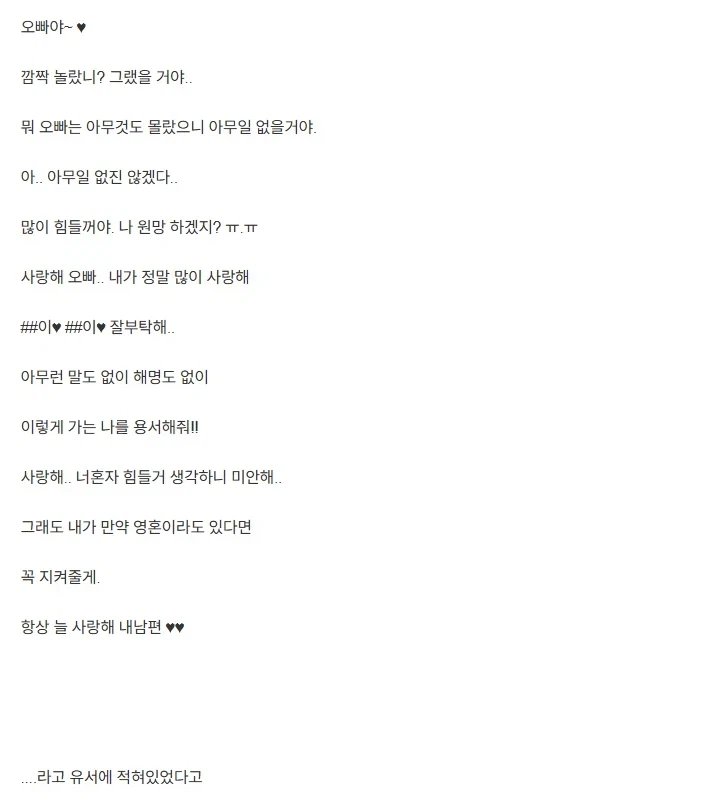 오빠야~ ♥
깜짝 놀랐니? 그랬을 거야..
뭐 오빠는 아무것도 몰랐으니 아무일 없을거야.
아.. 아무일 없진 않겠다..
많이 힘들꺼야. 나 원망 하겠지? ㅠ.ㅠ
사랑해 오빠.. 내가 정말 많이 사랑해
##이♥ ##이♥ 잘부탁해..
아무런 말도 없이 해명도 없이
이렇게 가는 나를 용서해줘!!
사랑해.. 너혼자 힘들거 생각하니 미안해..
그래도 내가 만약 영혼이라도 있다면
꼭 지켜줄게.
항상 늘 사랑해 내남편 ♥♥
....라고 유서에 적혀있었다고